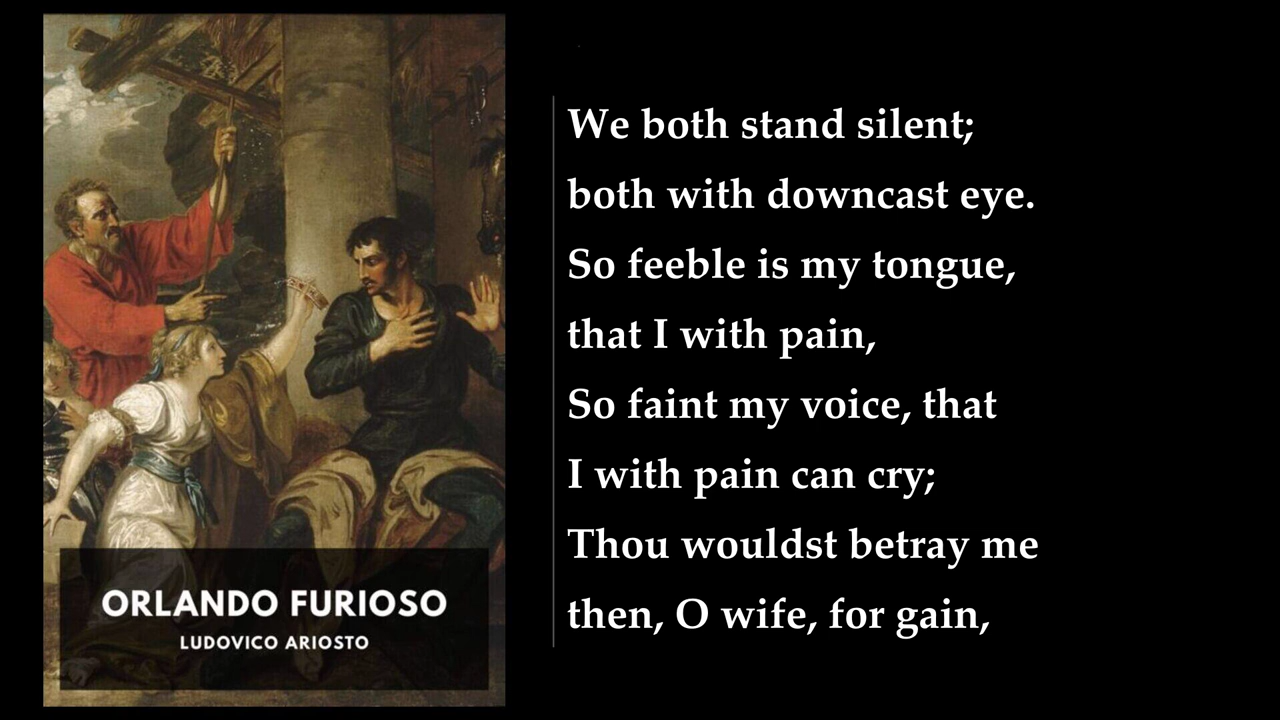 ORLANDO FURIOSO
LUDOVICO ARIOSTO
We both stand silent;
both with downcast eye.
So feeble is my tongue,
that I with pain,
So faint my voice, that
I with pain can cry;
Thou wouldst betray me
then, O wife, for gain,